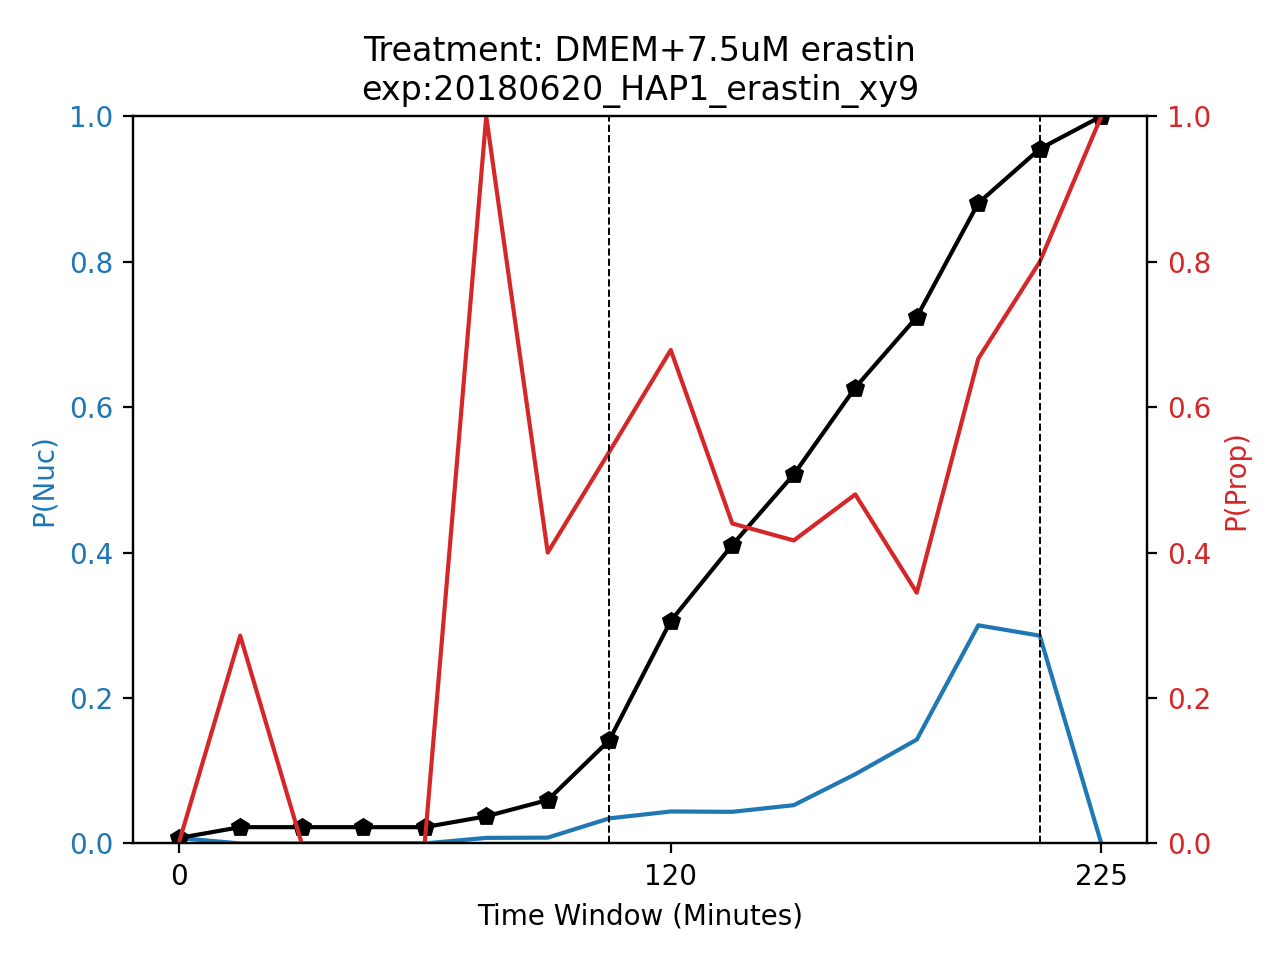 Treatment: DMEM+7.5uM erastin
exp:20180620_HAP1_erastin_xy9
1.0
0.8
0.6
0.4
0.2
0.0
P(Nuc)
1.0
0.8
0.6
0.4
0.2
0.0
P(Prop)
0 120 225
Time Window (Minutes)